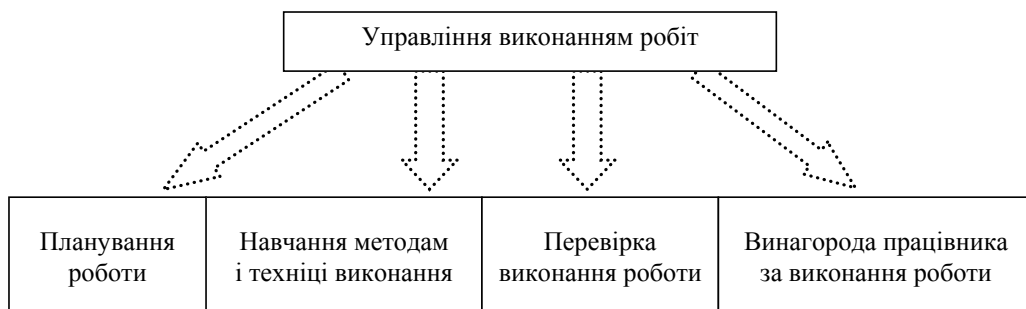 Управління виконанням робіт
Планування
роботи
Навчання методам
і техніці виконання
Перевірка
виконання роботи
Винагорода працівника
за виконання роботи